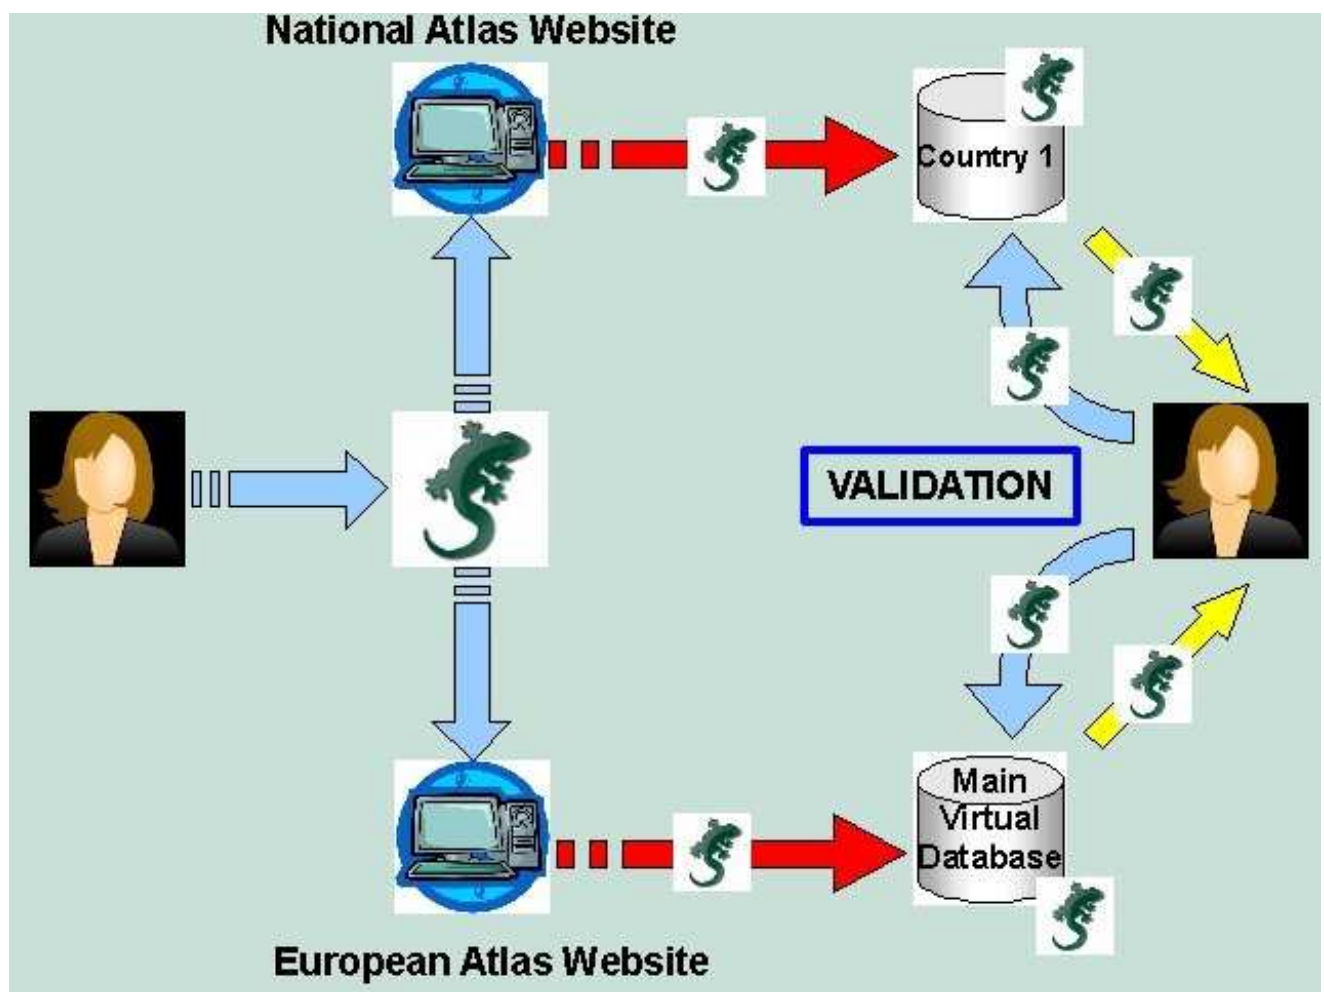 National Atlas Website
Country 1
VALIDATION
Main
Virtual
Database
European Atlas Website